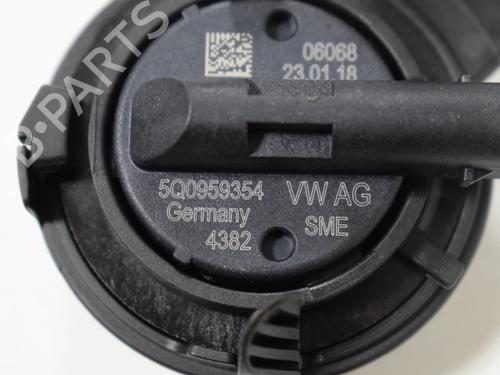 06068
23.01.18
5Q0959354 VW AG
Germany SME
4382
B-PARTS